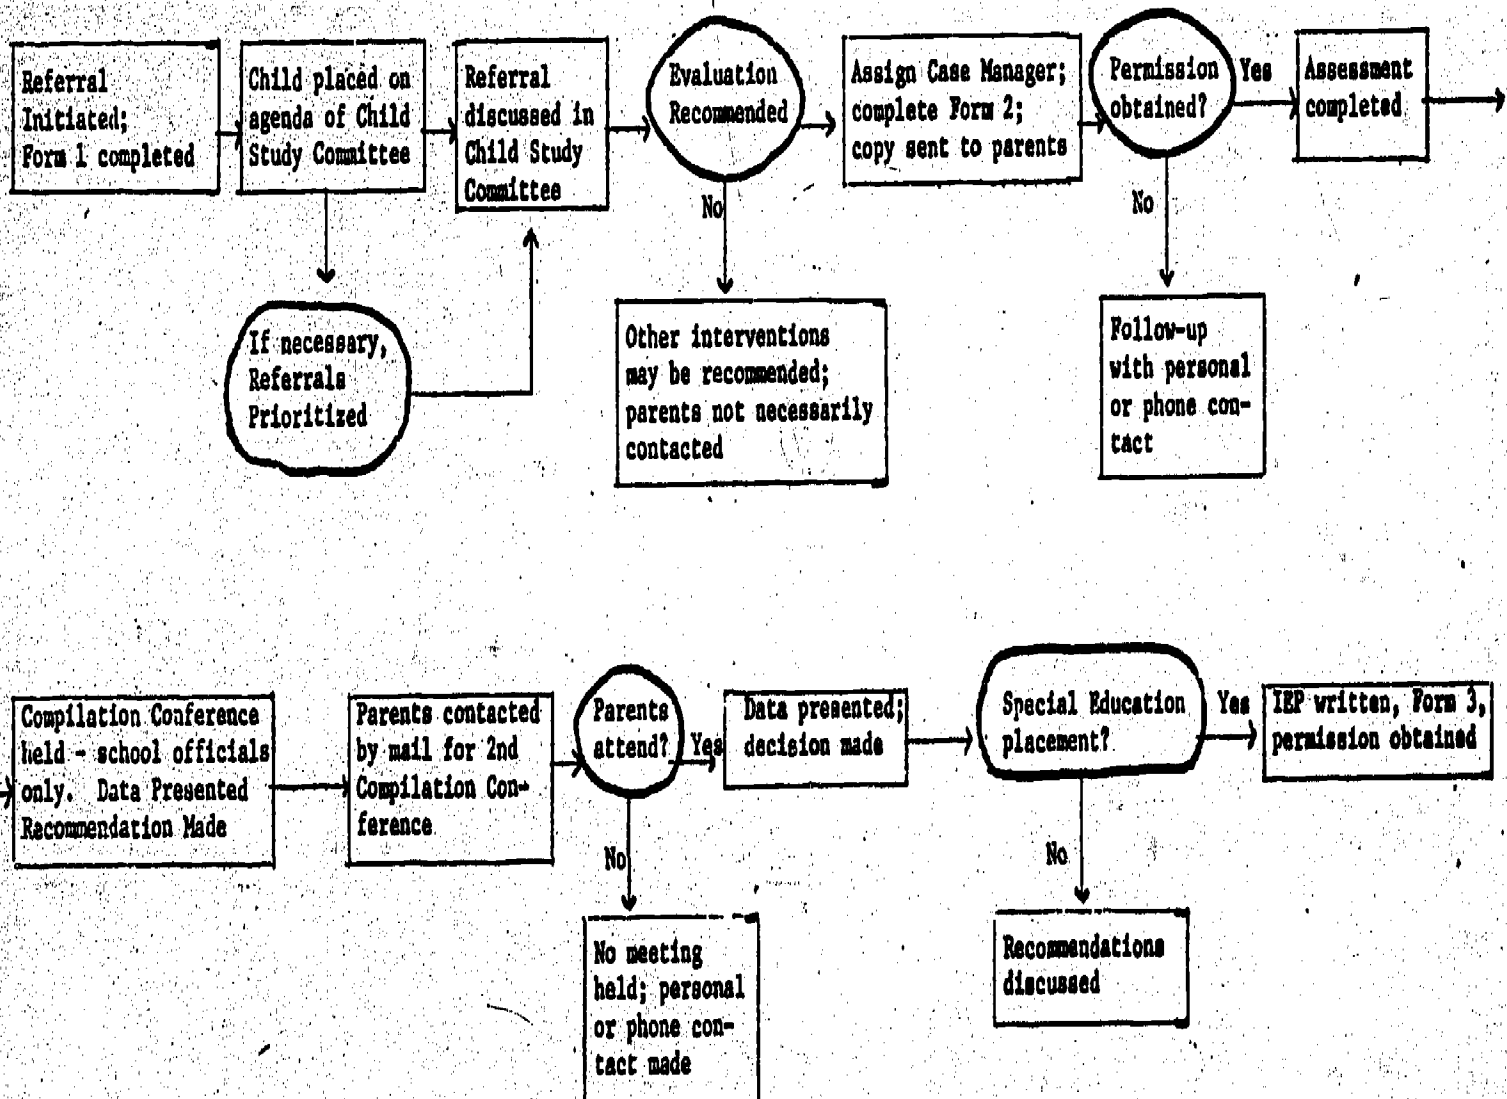 Referral
Initiated;
Form 1 completed
Child placed on
agenda of Child
Study Committee
Referral
discussed in
Child Study
Committee
Evaluation
Recommended
No
Assign Case Manager;
complete Form 2;
copy sent to parents
Permission
obtained?
Yes
No
Assessment
completed
If necessary,
Referrals
Prioritized
Other interventions
may be recommended;
parents not necessarily
contacted
Follow-up
with personal
or phone con-
tact
Compilation Conference
held - school officials
only. Data Presented
Recommendation Made
Parents contacted
by mail for 2nd
Compilation Con-
ference
Parents
attend?
Yes
No
Data presented;
decision made
Special Education
placement?
Yes
No
IEP written, Form 3,
permission obtained
No meeting
held; personal
or phone con-
tact made
Recommendations
discussed